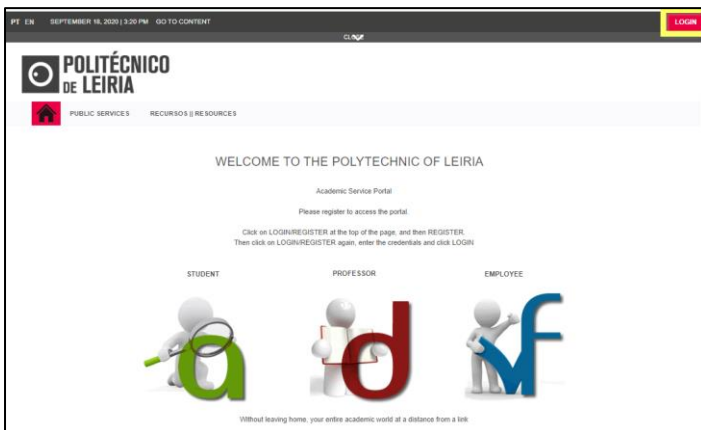 PT EN SEPTEMBER 18, 2020 | 3:20 PM GO TO CONTENT LOGIN
CLOSE
POLITÉCNICO
DE LEIRIA
PUBLIC SERVICES RECURSOS || RESOURCES
WELCOME TO THE POLYTECHNIC OF LEIRIA
Academic Service Portal
Please register to access the portal.
Click on LOGIN/REGISTER at the top of the page, and then REGISTER.
Then click on LOGIN/REGISTER again, enter the credentials and click LOGIN
STUDENT PROFESSOR EMPLOYEE
a d f
Without leaving home, your entire academic world at a distance from a link